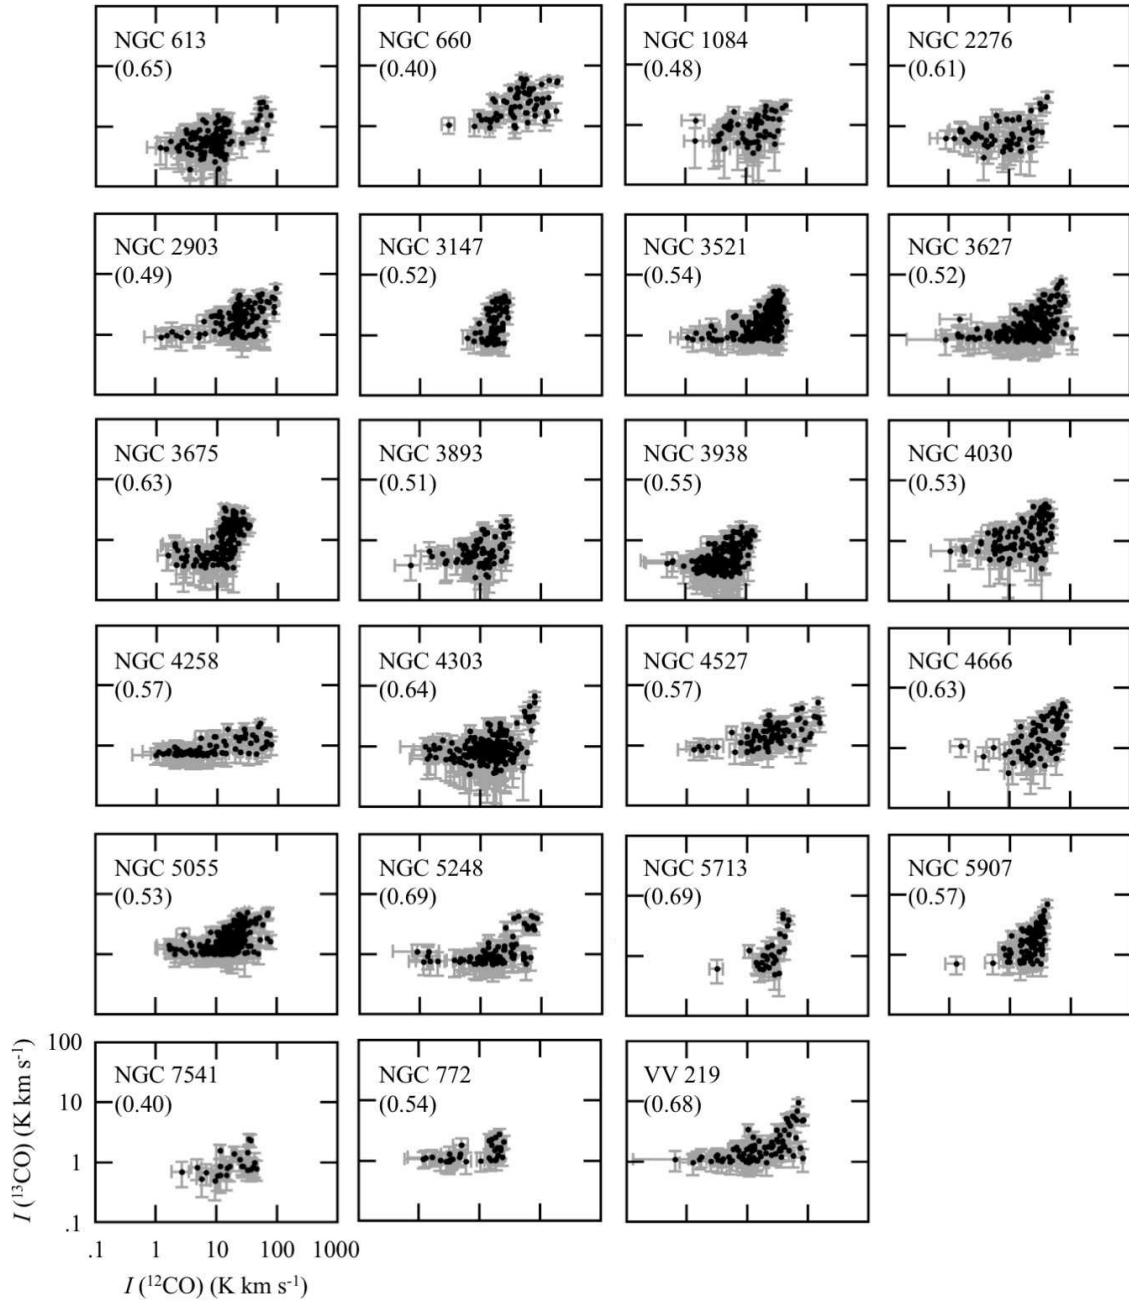 NGC 613
(0.65)
NGC 660
(0.40)
NGC 1084
(0.48)
NGC 2276
(0.61)
NGC 2903
(0.49)
NGC 3147
(0.52)
NGC 3521
(0.54)
NGC 3627
(0.52)
NGC 3675
(0.63)
NGC 3893
(0.51)
NGC 3938
(0.55)
NGC 4030
(0.53)
NGC 4258
(0.57)
NGC 4303
(0.64)
NGC 4527
(0.57)
NGC 4666
(0.63)
NGC 5055
(0.53)
NGC 5248
(0.69)
NGC 5713
(0.69)
NGC 5907
(0.57)
NGC 7541
(0.40)
NGC 772
(0.54)
VV 219
(0.68)
I (¹³CO) (K km s⁻¹)
100
10
1
.1
.1 1 10 100 1000
I (¹²CO) (K km s⁻¹)